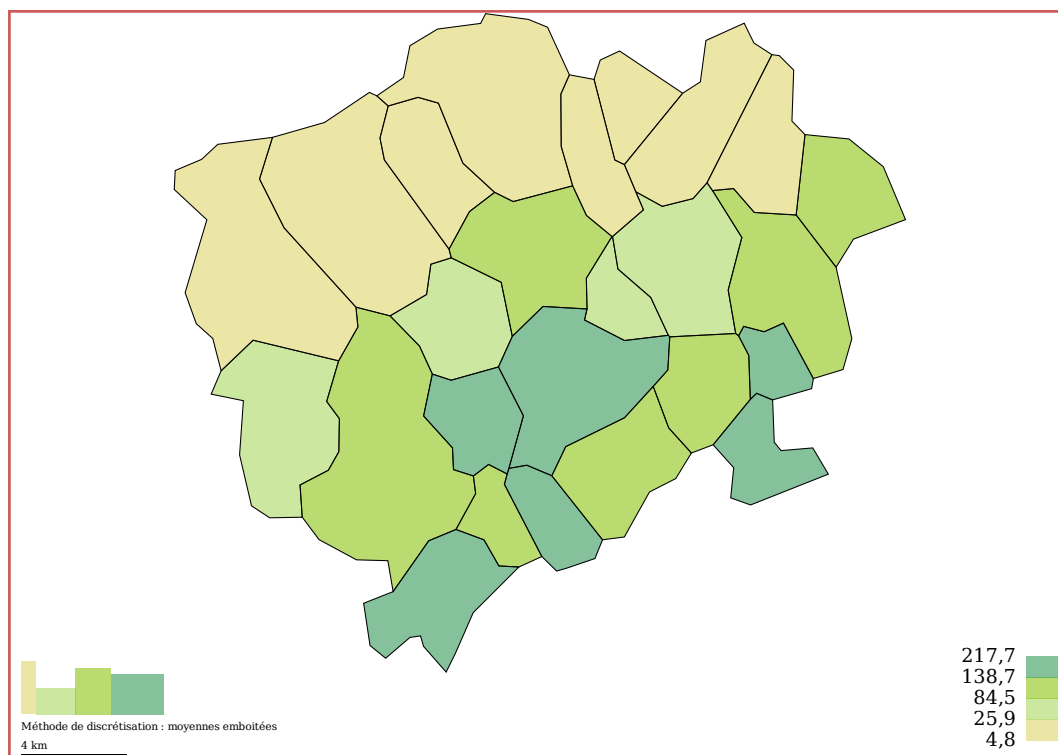 217,7
138,7
84,5
25,9
4,8
Méthode de discrétisation : moyennes emboitées
4 km